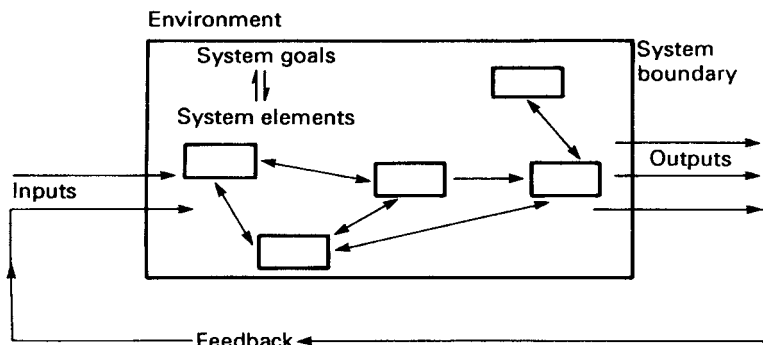 Environment
System goals
System
boundary
System elements
Outputs
Inputs
Feedback